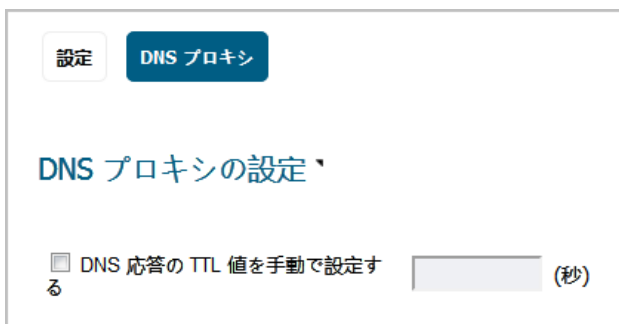 設定 DNS プロキシ
DNS プロキシの設定
DNS 応答の TTL 値を手動で設定す (秒)
る